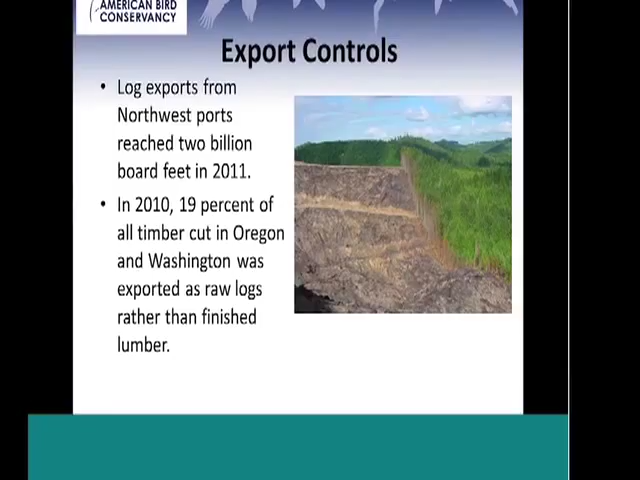 AMERICAN BIRD
CONSERVANCY
Export Controls
• Log exports from
Northwest ports
reached two billion
board feet in 2011.
• In 2010, 19 percent of
all timber cut in Oregon
and Washington was
exported as raw logs
rather than finished
lumber.